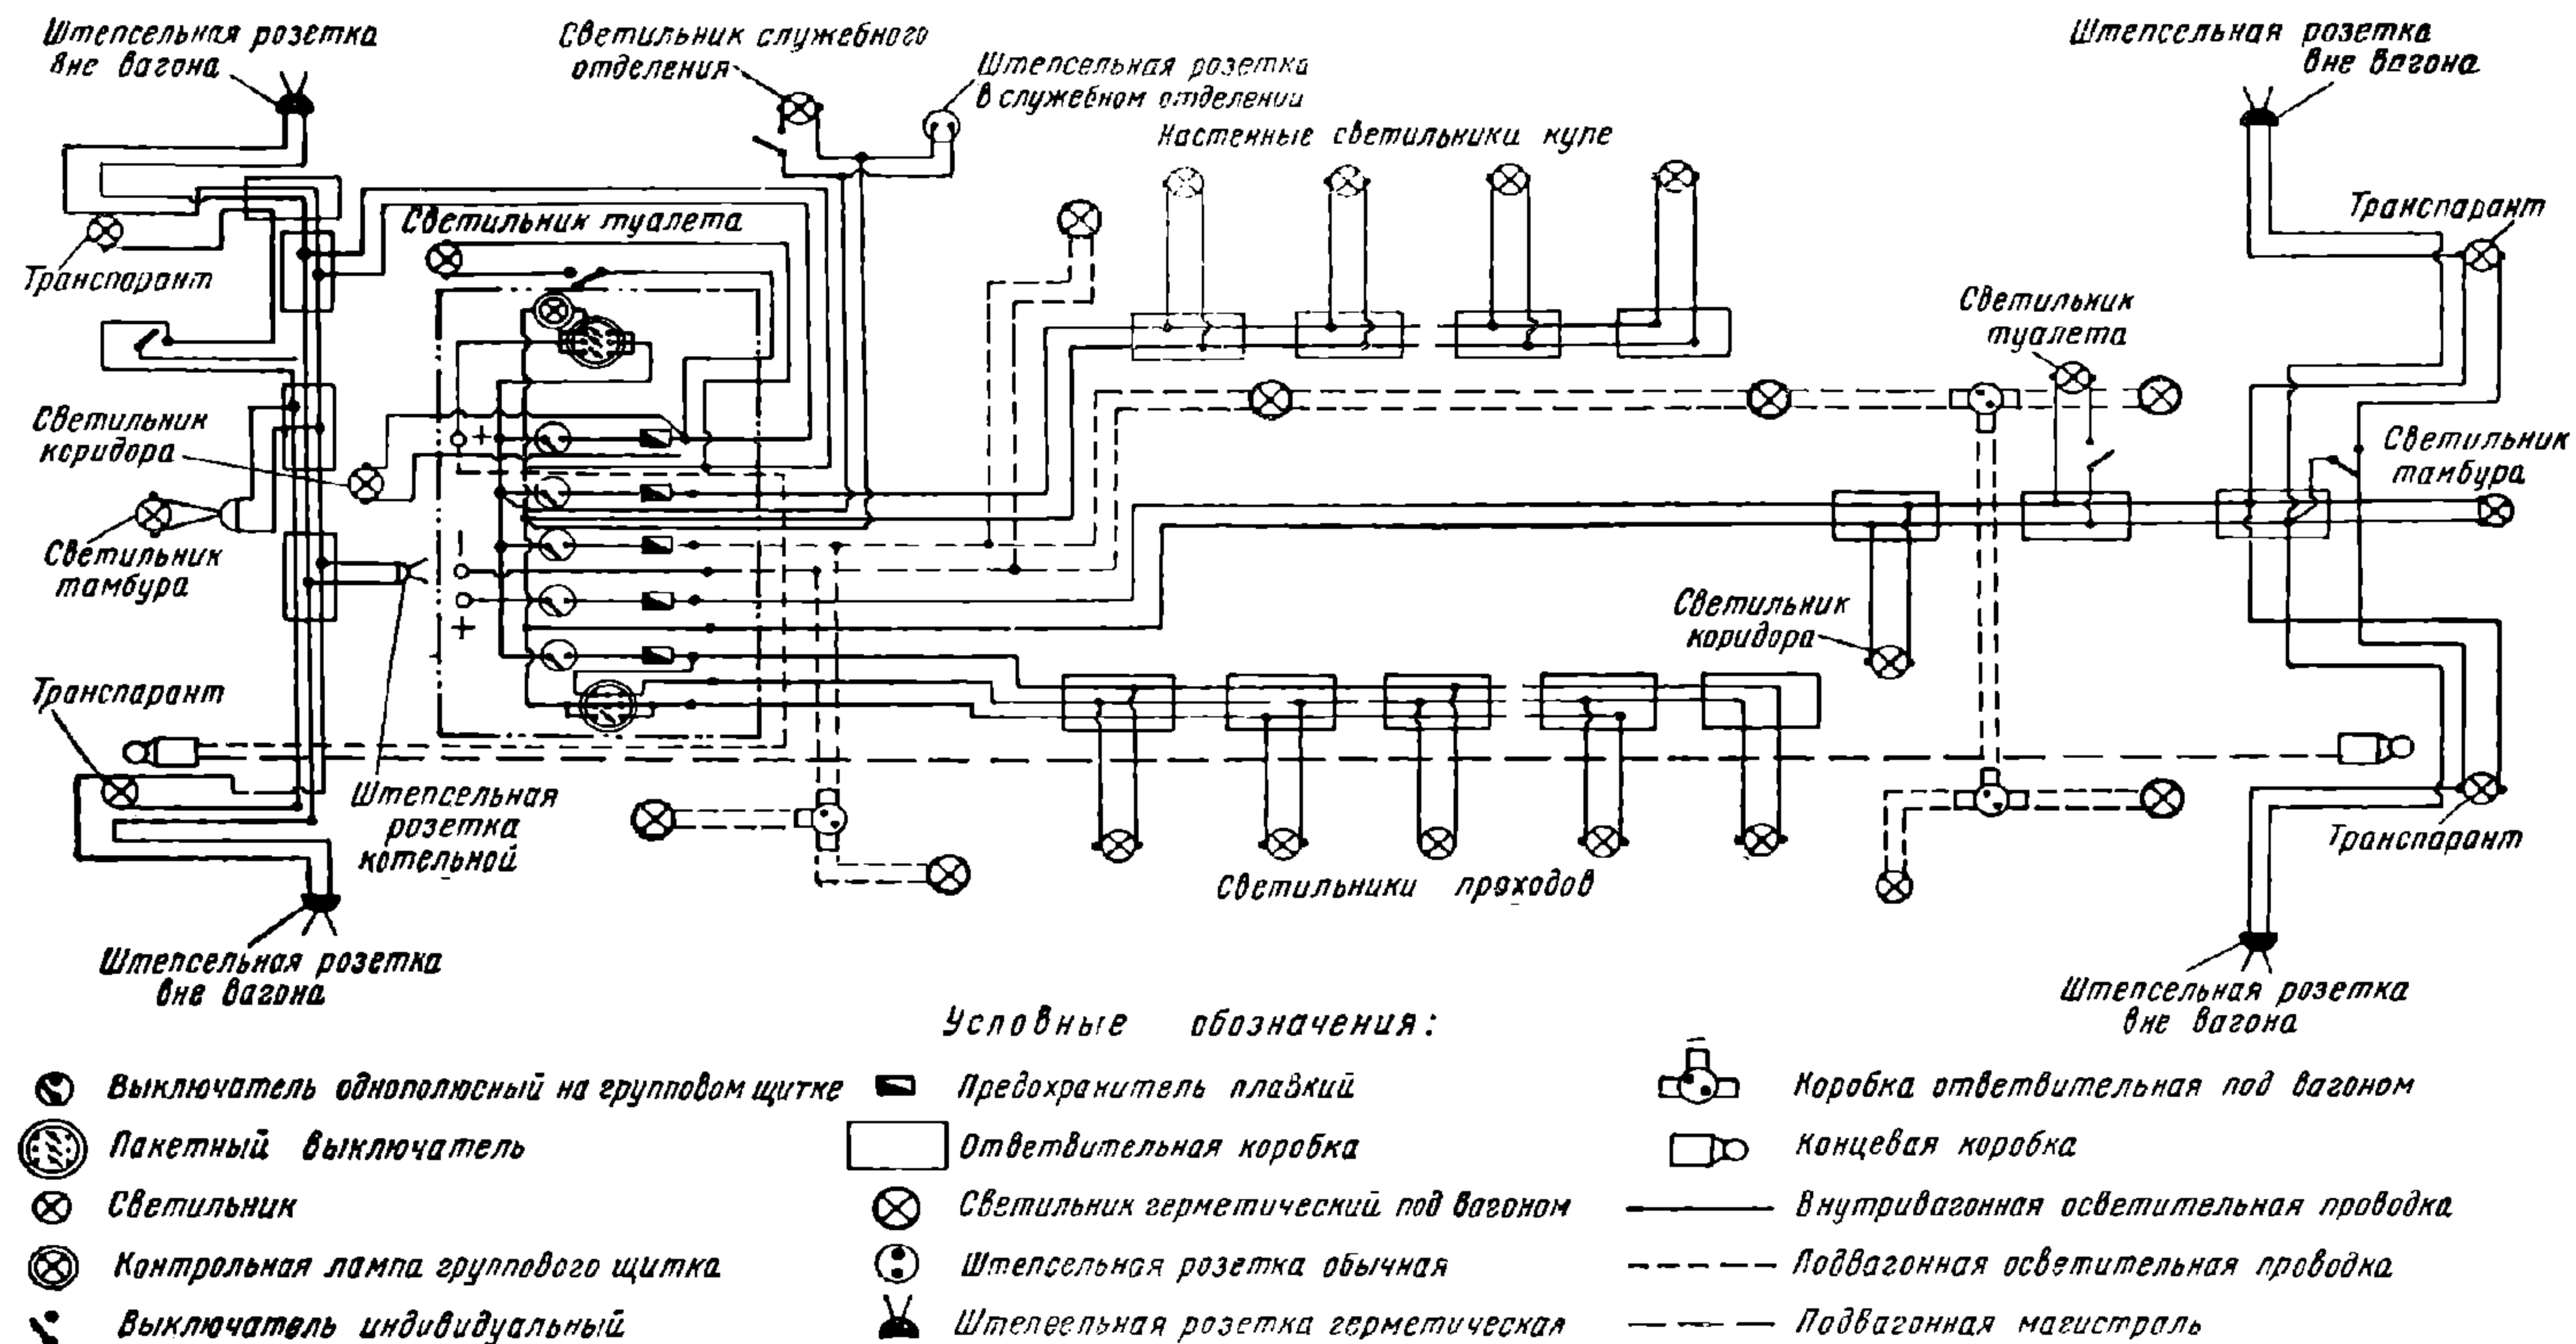 Штепсельная розетка
вне вагона
Светильник служебного
отделения
Штепсельная розетка
в служебном отделении
Настенные светильники купе
Штепсельная розетка
вне вагона
Транспарант
Светильник туалета
Транспарант
Светильник
туалета
Светильник
коридора
Светильник
тамбура
Светильник
тамбура
Светильник
коридора
Транспарант
Штепсельная
розетка
котельной
Светильники проходов
Транспарант
Штепсельная розетка
вне вагона
Штепсельная розетка
вне вагона
Условные обозначения:
Выключатель однополюсный на групповом щитке
Пакетный выключатель
Светильник
Контрольная лампа группового щитка
Выключатель индивидуальный
Предохранитель плавкий
Ответвительная коробка
Светильник герметический под вагоном
Штепсельная розетка обычная
Штепсельная розетка герметическая
Коробка ответвительная под вагоном
Концевая коробка
Внутривагонная осветительная проводка
Подвагонная осветительная проводка
Подвагонная магистраль